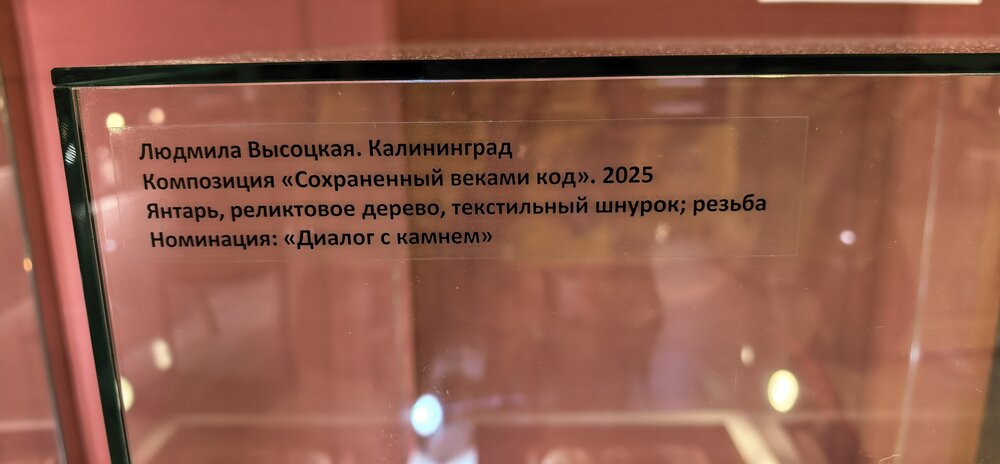 Людмила Высоцкая. Калининград
Композиция «Сохраненный веками код». 2025
Янтарь, реликтовое дерево, текстильный шнурок; резьба
Номинация: «Диалог с камнем»